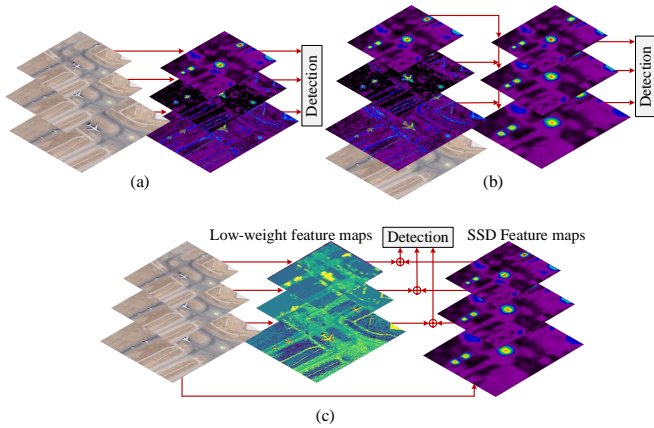 Detection
(a)
Detection
(b)
Low-weight feature maps
Detection
SSD Feature maps
(c)